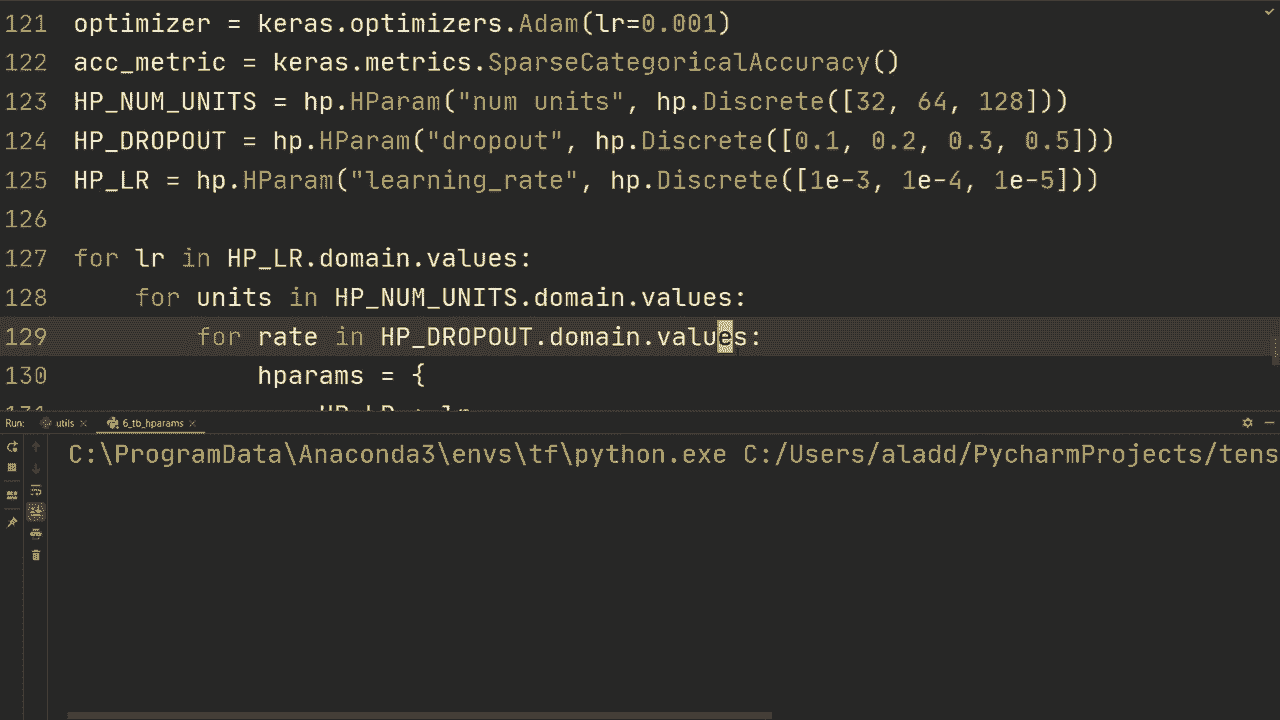 121 optimizer = keras.optimizers.Adam(lr=0.001)
122 acc_metric = keras.metrics.SparseCategoricalAccuracy()
123 HP_NUM_UNITS = hp.HParam("num units", hp.Discrete([32, 64, 128]))
124 HP_DROPOUT = hp.HParam("dropout", hp.Discrete([0.1, 0.2, 0.3, 0.5]))
125 HP_LR = hp.HParam("learning_rate", hp.Discrete([1e-3, 1e-4, 1e-5]))
126
127 for lr in HP_LR.domain.values:
128     for units in HP_NUM_UNITS.domain.values:
129         for rate in HP_DROPOUT.domain.values:
130             hparams = {
131                 HP_LR: lr
Run: utils 6_tb_hparams
C:\ProgramData\Anaconda3\envs\tf\python.exe C:/Users/aladd/PycharmProjects/tens